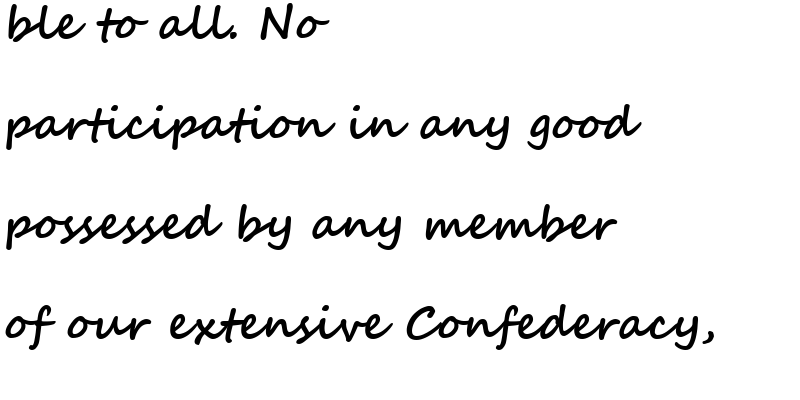 ble to all. No
participation in any good
possessed by any member
of our extensive Confederacy,